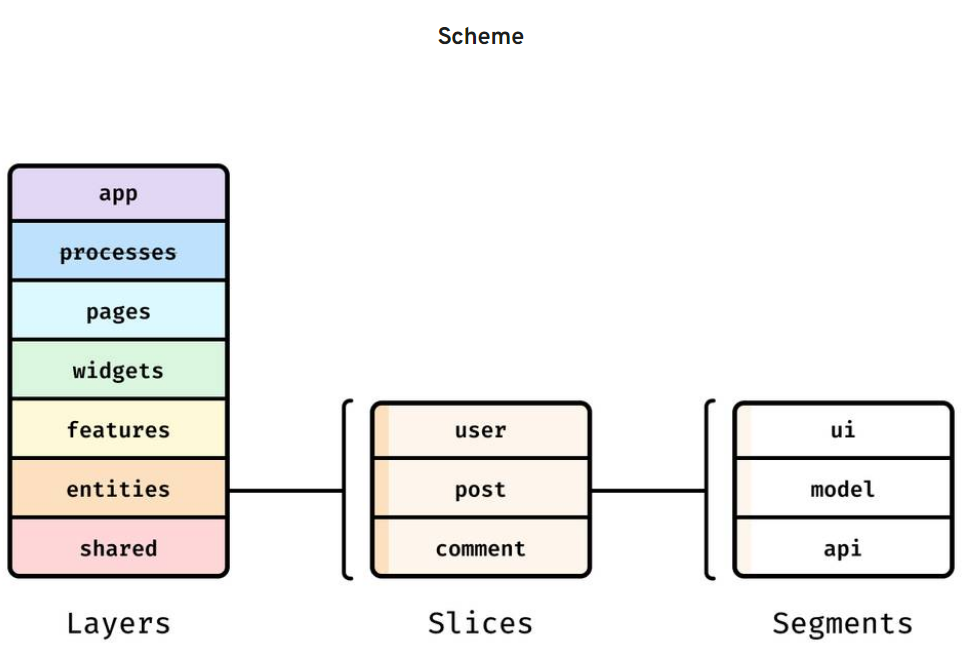 Scheme
app
processes
pages
widgets
features
entities
shared
user
post
comment
ui
model
api
Layers
Slices
Segments